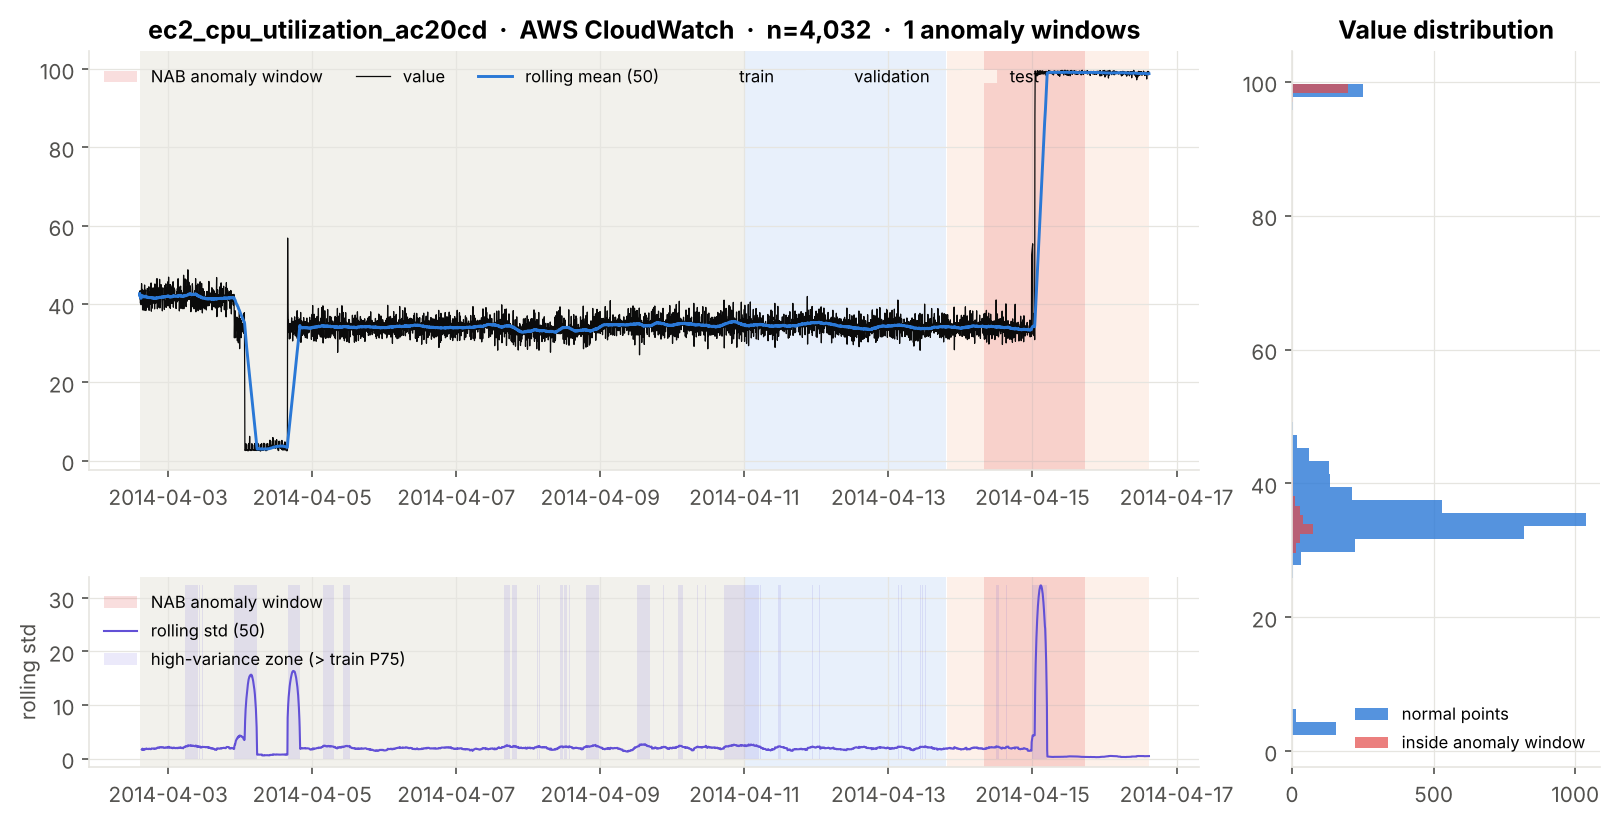 ec2_cpu_utilization_ac20cd · AWS CloudWatch · n=4,032 · 1 anomaly windows
NAB anomaly window
value
rolling mean (50)
train
validation
test
100
80
60
40
20
0
2014-04-03
2014-04-05
2014-04-07
2014-04-09
2014-04-11
2014-04-13
2014-04-15
2014-04-17
rolling std
NAB anomaly window
rolling std (50)
high-variance zone (> train P75)
30
20
10
0
2014-04-03
2014-04-05
2014-04-07
2014-04-09
2014-04-11
2014-04-13
2014-04-15
2014-04-17
Value distribution
100
80
60
40
20
0
normal points
inside anomaly window
0
500
1000